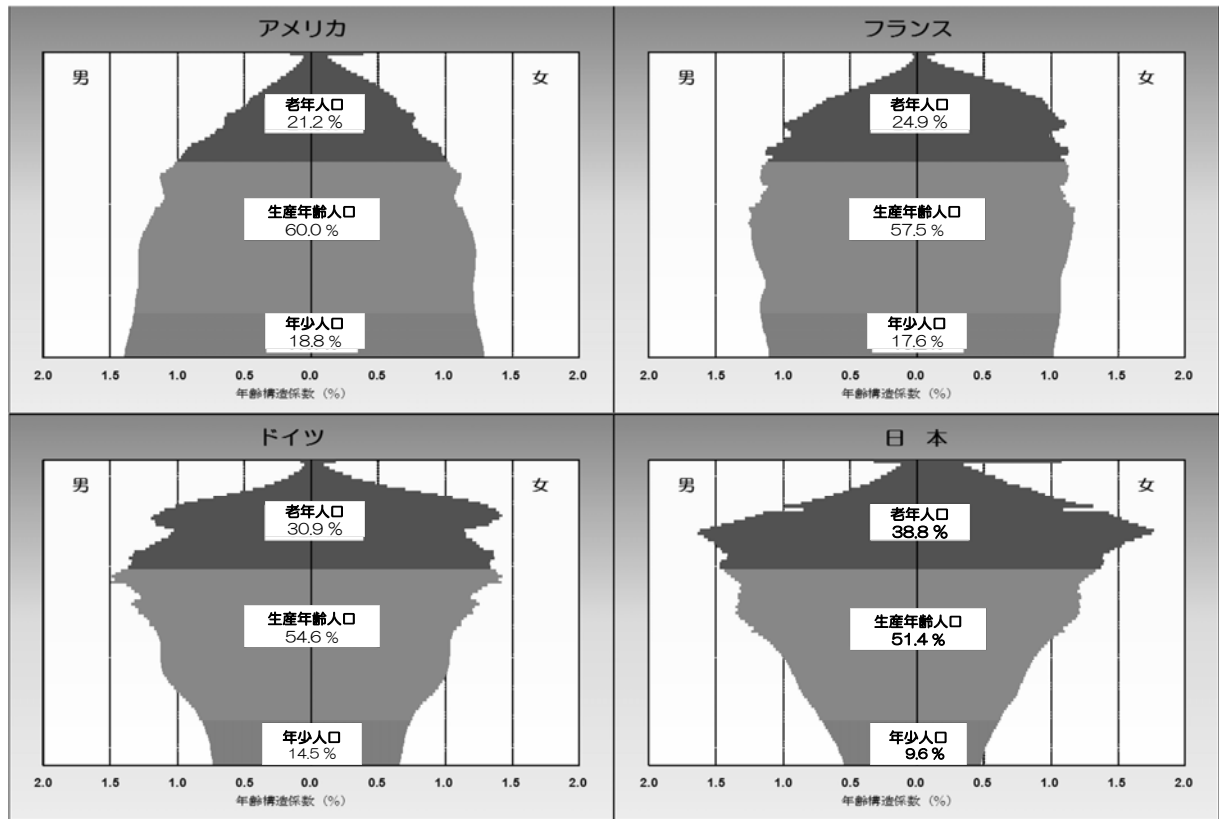 アメリカ
男
女
老年人口
21.2 %
生産年齢人口
60.0 %
年少人口
18.8 %
2.0 1.5 1.0 0.5 0.0 0.5 1.0 1.5 2.0
年齢構造係数 (%)
フランス
男
女
老年人口
24.9 %
生産年齢人口
57.5 %
年少人口
17.6 %
2.0 1.5 1.0 0.5 0.0 0.5 1.0 1.5 2.0
年齢構造係数 (%)
ドイツ
男
女
老年人口
30.9 %
生産年齢人口
54.6 %
年少人口
14.5 %
2.0 1.5 1.0 0.5 0.0 0.5 1.0 1.5 2.0
年齢構造係数 (%)
日 本
男
女
老年人口
38.8 %
生産年齢人口
51.4 %
年少人口
9.6 %
2.0 1.5 1.0 0.5 0.0 0.5 1.0 1.5 2.0
年齢構造係数 (%)